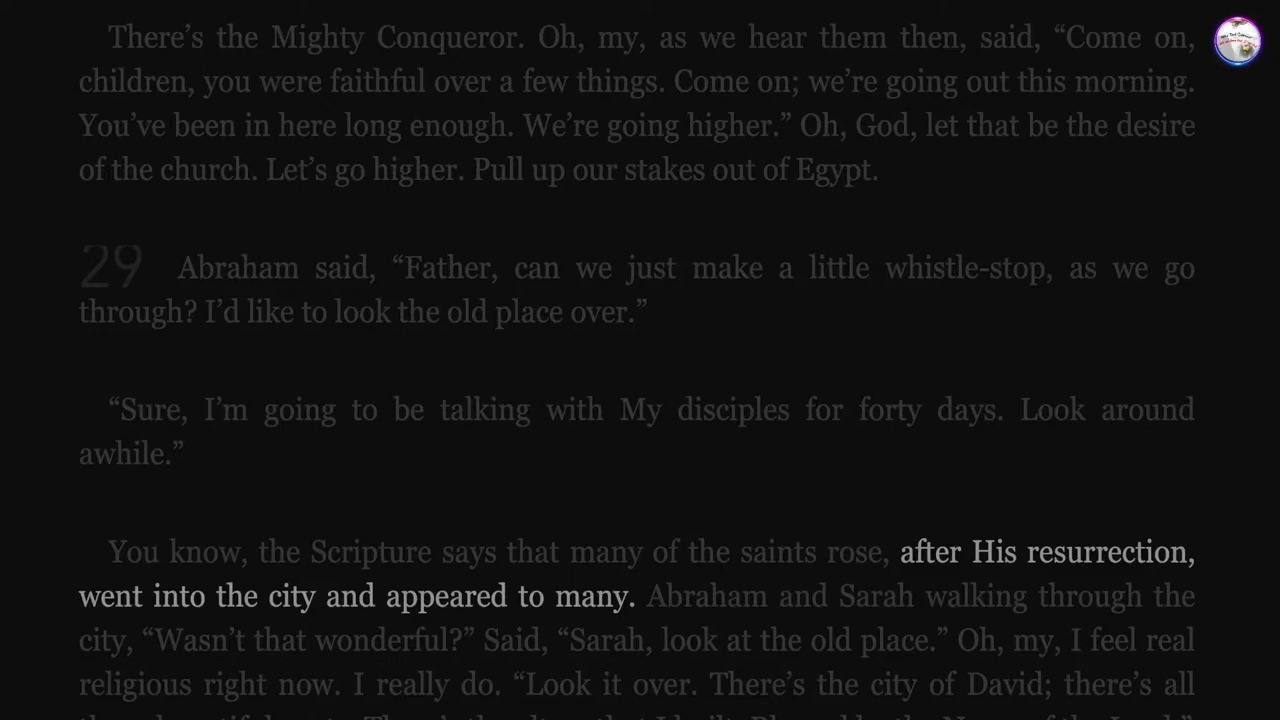 There’s the Mighty Conqueror. Oh, my, as we hear them then, said, “Come on,
children, you were faithful over a few things. Come on; we’re going out this morning.
You’ve been in here long enough. We’re going higher.” Oh, God, let that be the desire
of the church. Let’s go higher. Pull up our stakes out of Egypt.
29 Abraham said, “Father, can we just make a little whistle-stop, as we go
through? I’d like to look the old place over.”
“Sure, I’m going to be talking with My disciples for forty days. Look around
awhile.”
You know, the Scripture says that many of the saints rose, after His resurrection,
went into the city and appeared to many. Abraham and Sarah walking through the
city, “Wasn’t that wonderful?” Said, “Sarah, look at the old place.” Oh, my, I feel real
religious right now. I really do. “Look it over. There’s the city of David; there’s all